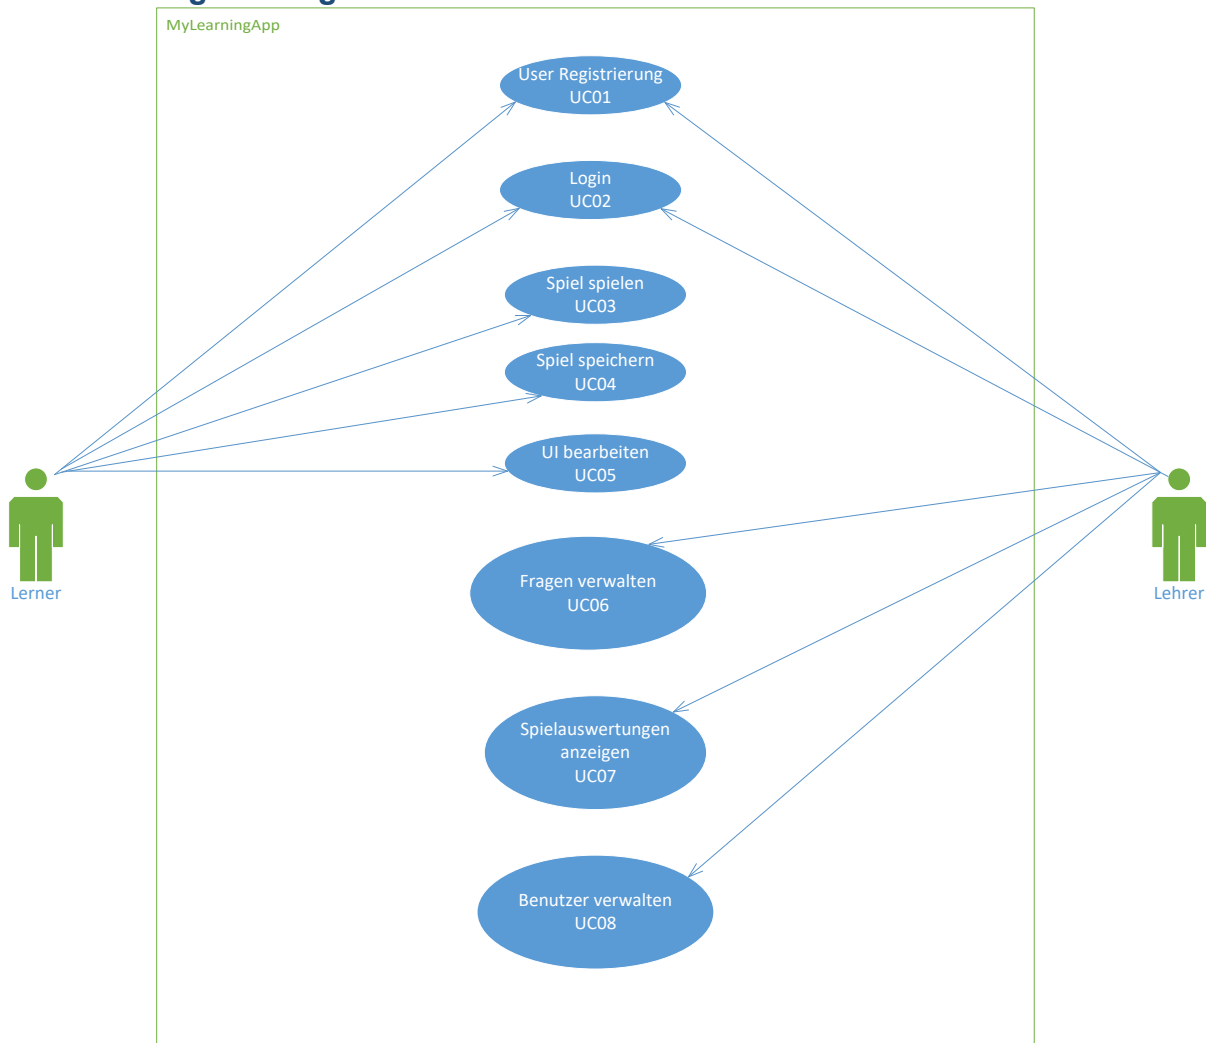 MyLearningApp
User Registrierung
UC01
Login
UC02
Spiel spielen
UC03
Spiel speichern
UC04
UI bearbeiten
UC05
Lerner
Lehrer
Fragen verwalten
UC06
Spielauswertungen
anzeigen
UC07
Benutzer verwalten
UC08